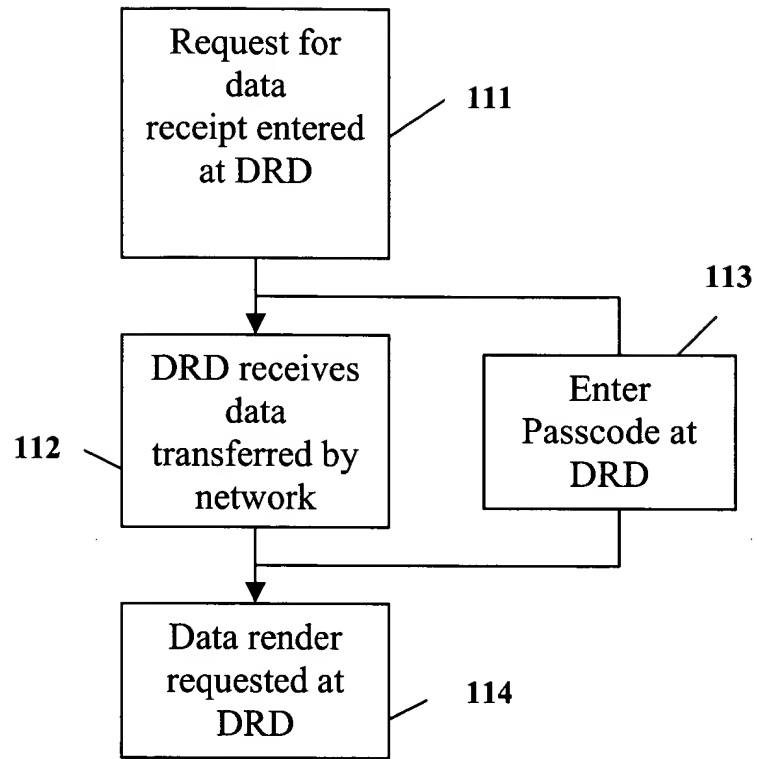 Request for
data
receipt entered
at DRD
111
113
DRD receives
data
transferred by
network
112
Enter
Passcode at
DRD
Data render
requested at
DRD
114